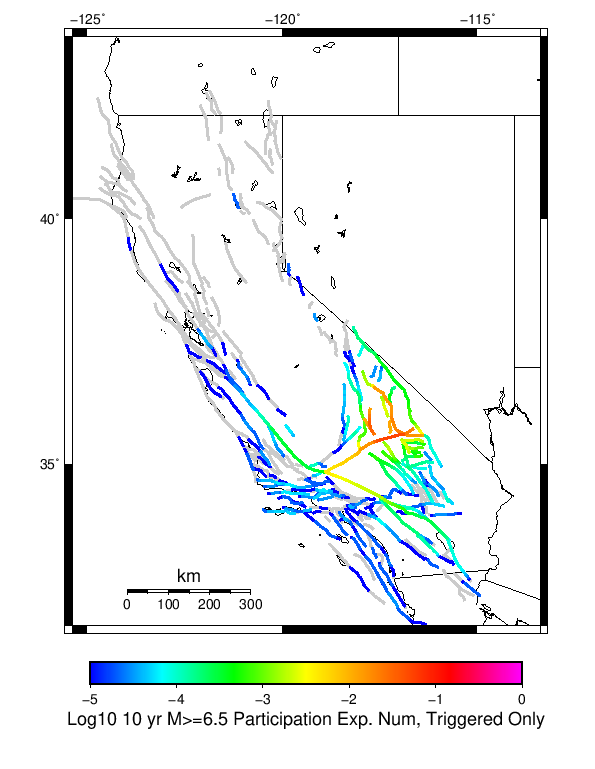 −125° −120° −115°
40°
35°
km
0 100 200 300
−5 −4 −3 −2 −1 0
Log10 10 yr M>=6.5 Participation Exp. Num, Triggered Only